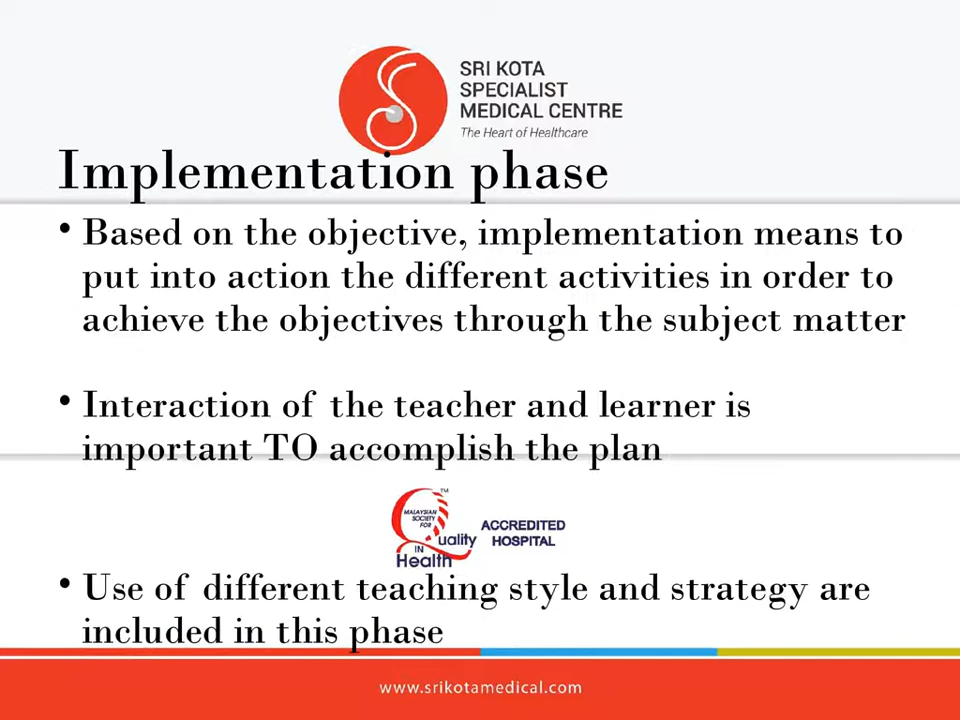 SRI KOTA
SPECIALIST
MEDICAL CENTRE
The Heart of Healthcare
Implementation phase
• Based on the objective, implementation means to
put into action the different activities in order to
achieve the objectives through the subject matter
• Interaction of the teacher and learner is
important TO accomplish the plan
MALAYSIAN
SOCIETY
FOR
Quality
IN
Health
TM
ACCREDITED
HOSPITAL
• Use of different teaching style and strategy are
included in this phase
www.srikotamedical.com